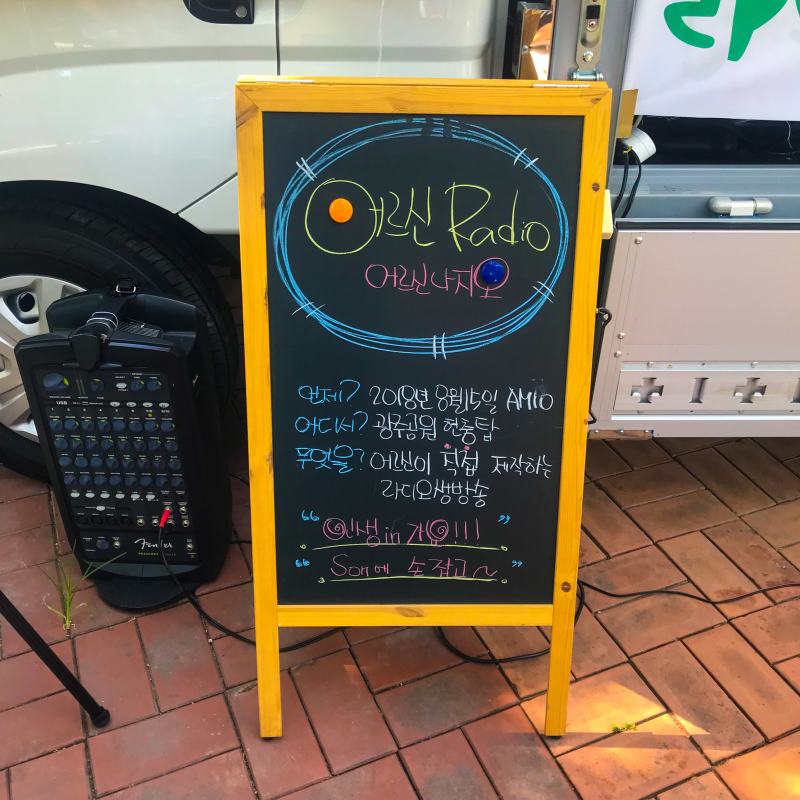 어르신 Radio
어르신나지오
언제? 2018년 8월15일 AM10
어디서? 광주공원 현충탑
무엇을? 어르신이 직접 제작하는
라디오생방송
“인생in가요!!!”
“Son에 손잡고~”
Fender